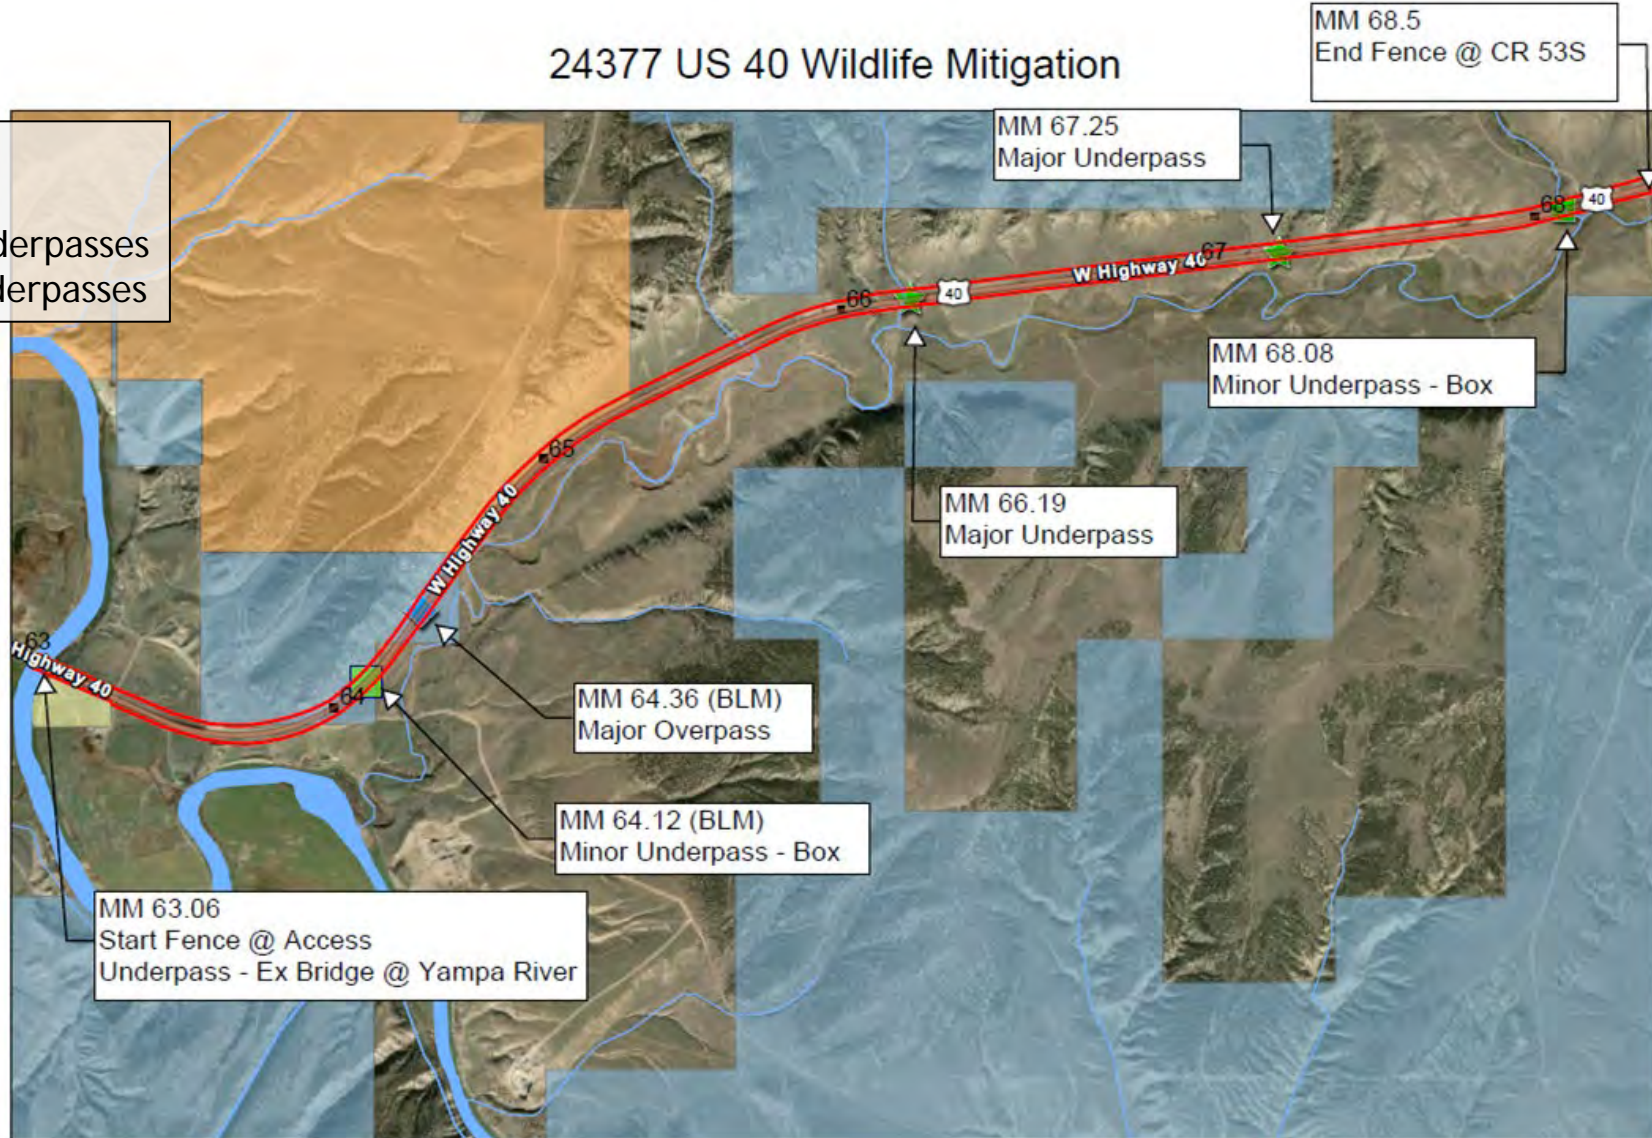 24377 US 40 Wildlife Mitigation
MM 68.5
End Fence @ CR 53S
MM 67.25
Major Underpass
derpasses
derpasses
68
40
67
W Highway 40
66
40
MM 68.08
Minor Underpass - Box
65
MM 66.19
Major Underpass
W Highway 40
63
Highway 40
64
MM 64.36 (BLM)
Major Overpass
MM 64.12 (BLM)
Minor Underpass - Box
MM 63.06
Start Fence @ Access
Underpass - Ex Bridge @ Yampa River